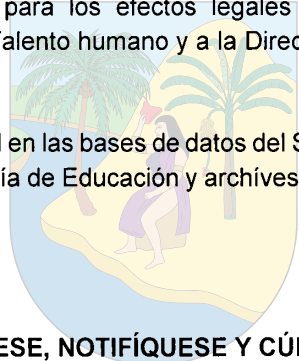 para los efectos legales
Talento humano y a la Direc
en las bases de datos del S
ía de Educación y archíves
ESE, NOTIFÍQUESE Y CÚ